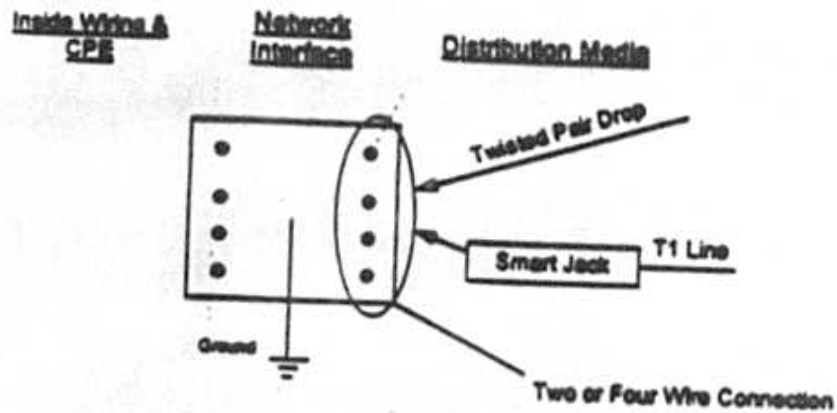 Inside Wiring &
CPE
Network
Interface
Distribution Media
Twisted Pair Drop
Smart Jack
T1 Line
Ground
Two or Four Wire Connection